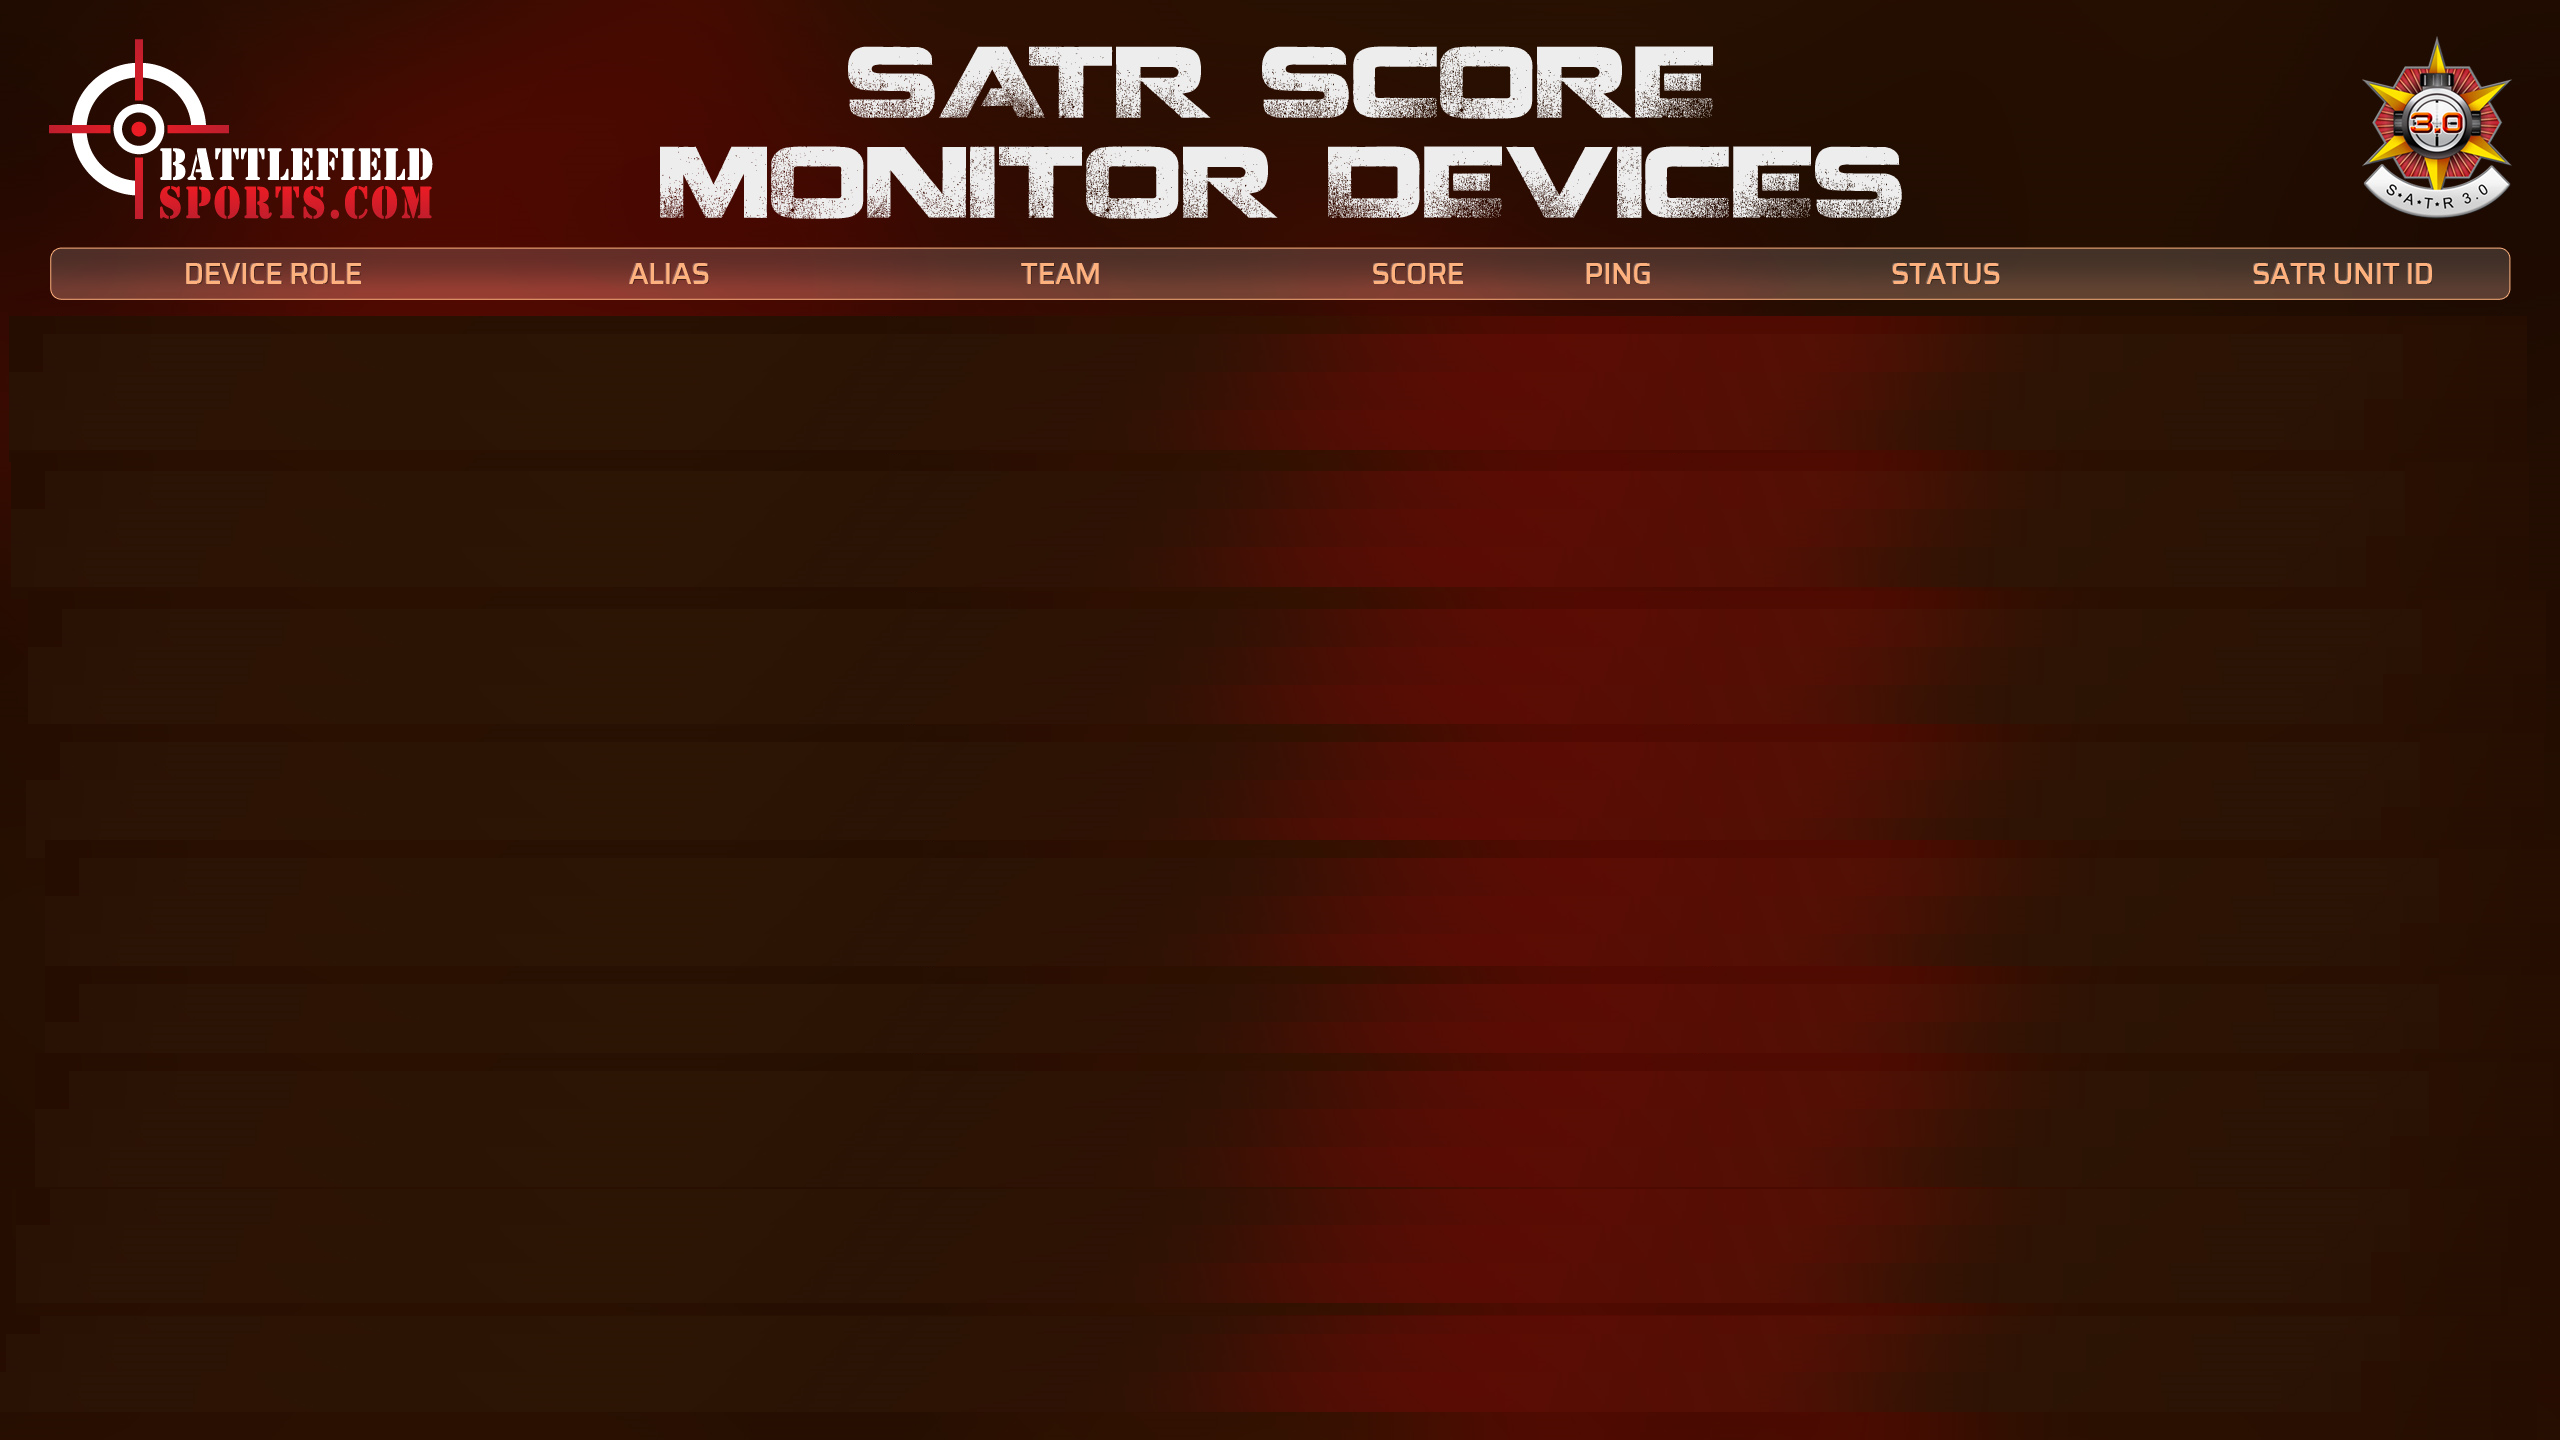 SATR SCORE
MONITOR DEVICES
BATTLEFIELD
SPORTS.COM
3.0
S•A•T•R 3.0
DEVICE ROLE ALIAS TEAM SCORE PING STATUS SATR UNIT ID